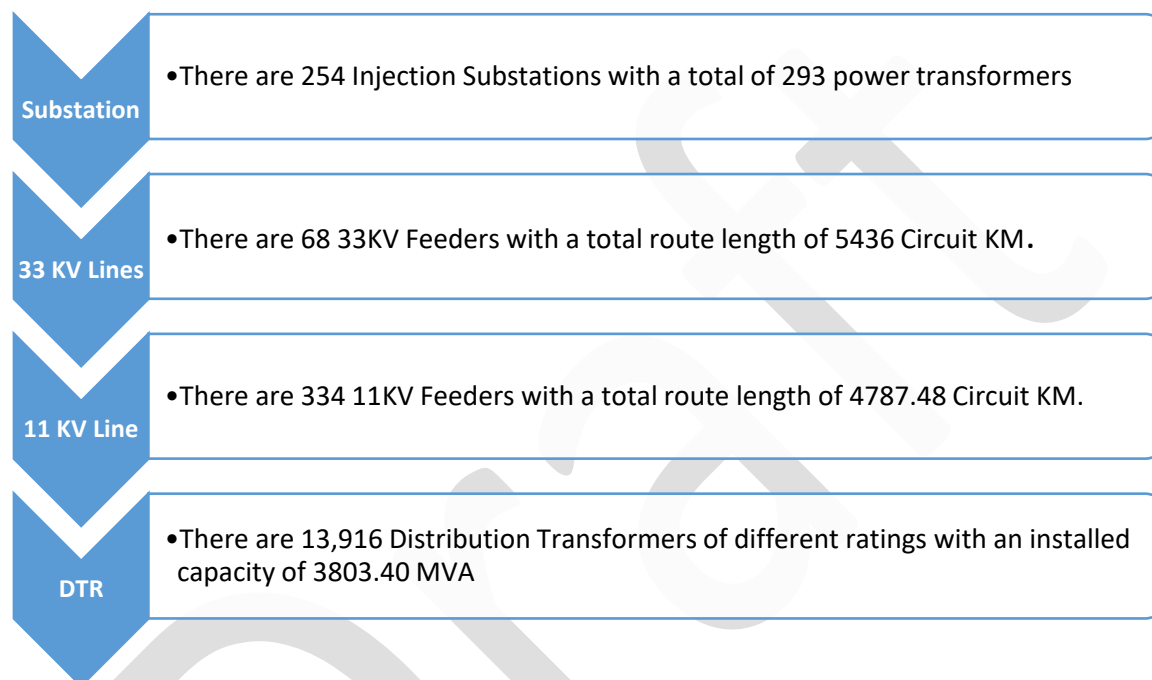 Substation
•There are 254 Injection Substations with a total of 293 power transformers
33 KV Lines
•There are 68 33KV Feeders with a total route length of 5436 Circuit KM.
11 KV Line
•There are 334 11KV Feeders with a total route length of 4787.48 Circuit KM.
DTR
•There are 13,916 Distribution Transformers of different ratings with an installed
capacity of 3803.40 MVA
Draft